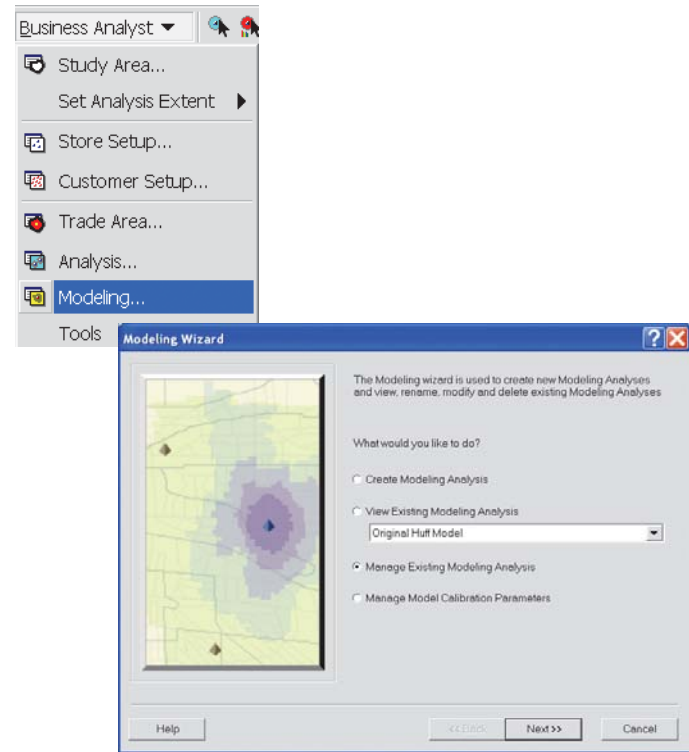 Business Analyst
Study Area...
Set Analysis Extent
Store Setup...
Customer Setup...
Trade Area...
Analysis...
Modeling...
Tools
Modeling Wizard
The Modeling wizard is used to create new Modeling Analyses
and view, rename, modify and delete existing Modeling Analyses
What would you like to do?
Create Modeling Analysis
View Existing Modeling Analysis
Original Huff Model
Manage Existing Modeling Analysis
Manage Model Calibration Parameters
Help
<< Back
Next >>
Cancel